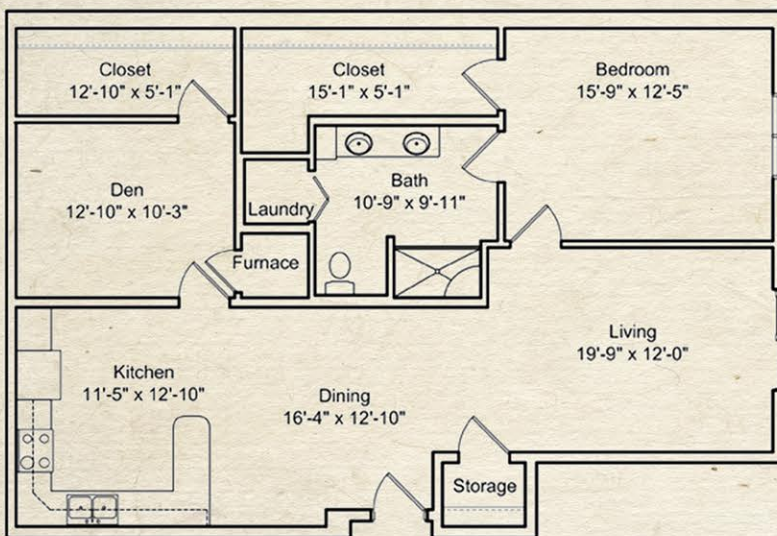 Closet
12'-10" x 5'-1"
Closet
15'-1" x 5'-1"
Bedroom
15'-9" x 12'-5"
Den
12'-10" x 10'-3"
Laundry
Bath
10'-9" x 9'-11"
Furnace
Kitchen
11'-5" x 12'-10"
Dining
16'-4" x 12'-10"
Living
19'-9" x 12'-0"
Storage